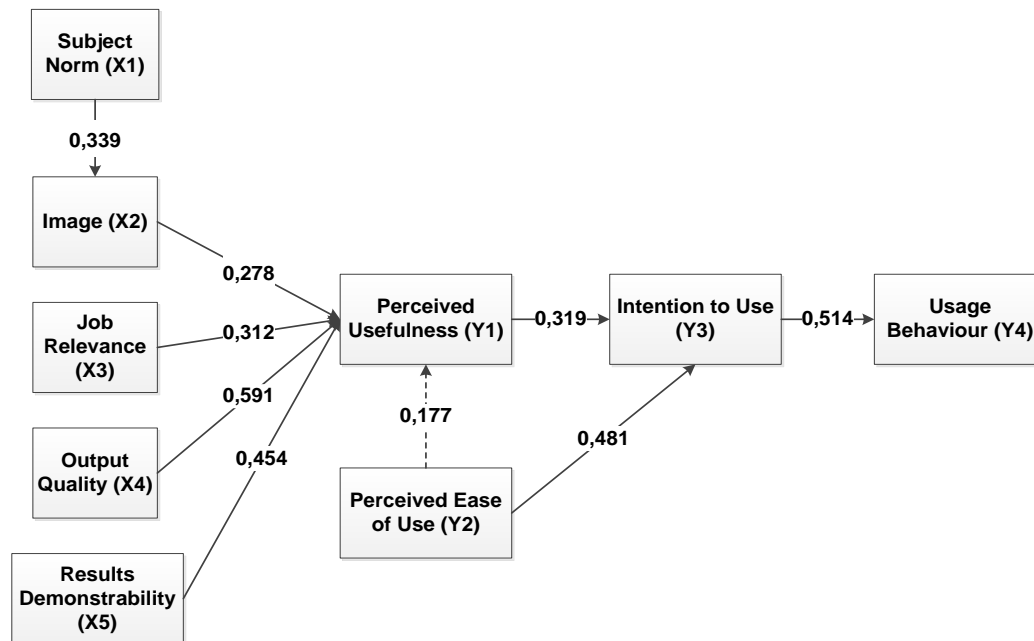 Subject
Norm (X1)
0,339
Image (X2)
0,278
Job
Relevance
(X3)
0,312
Output
Quality (X4)
0,591
Results
Demonstrability
(X5)
0,454
Perceived
Usefulness (Y1)
0,319
Intention to Use
(Y3)
0,514
Usage
Behaviour (Y4)
0,177
0,481
Perceived Ease
of Use (Y2)